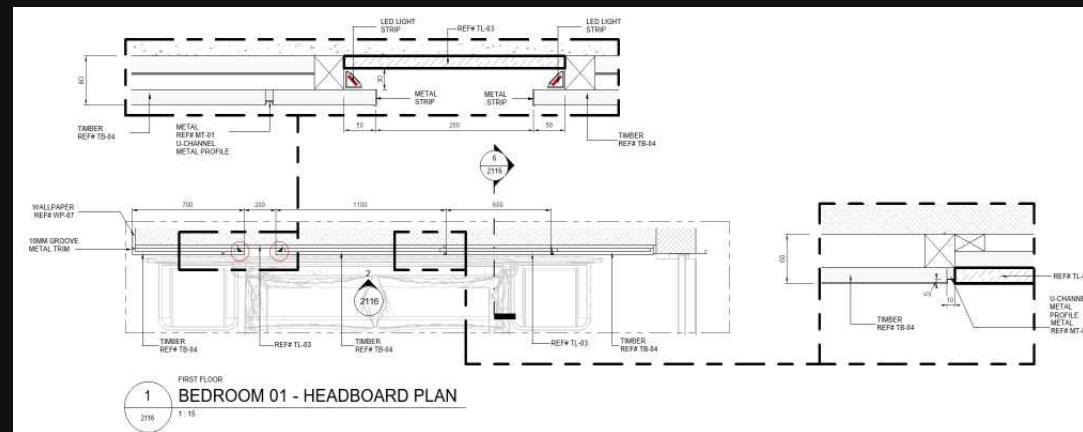 LED LIGHT
STRIP
REF# TL-03
LED LIGHT
STRIP
60
30
METAL
STRIP
METAL
STRIP
TIMBER
REF# TB-04
METAL
REF# MT-01
U-CHANNEL
METAL PROFILE
50
200
50
TIMBER
REF# TB-04
6
2116
WALLPAPER
REF# WP-07
700
200
1100
950
10MM GROOVE
METAL TRIM
2
2116
TIMBER
REF# TB-04
REF# TL-03
TIMBER
REF# TB-04
REF# TL-03
TIMBER
REF# TB-04
60
5
10
TIMBER
REF# TB-04
U-CHANNE
METAL
PROFILE
METAL
1
2116
FIRST FLOOR
BEDROOM 01 - HEADBOARD PLAN
1 : 15